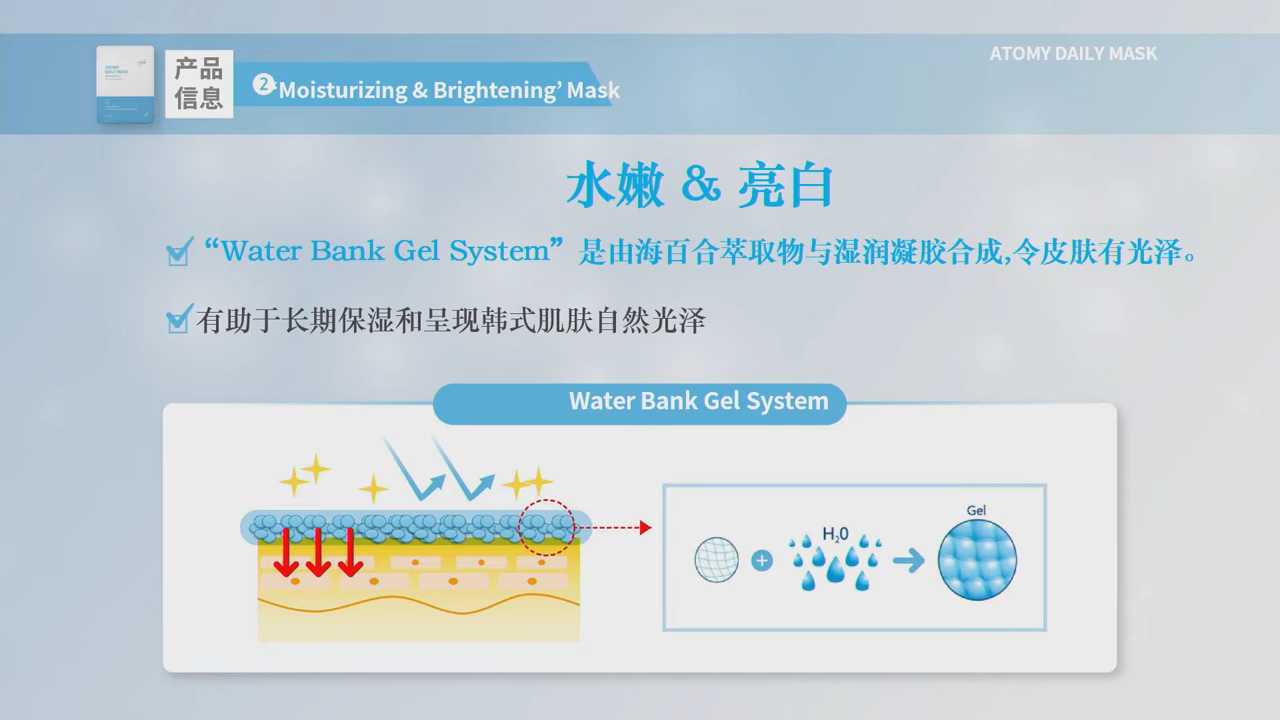 ATOMY DAILY MASK
产品
信息
2 'Moisturizing & Brightening' Mask
水嫩 & 亮白
“Water Bank Gel System” 是由海百合萃取物与湿润凝胶合成,令皮肤有光泽。
有助于长期保湿和呈现韩式肌肤自然光泽
Water Bank Gel System
Gel
H₂0
+